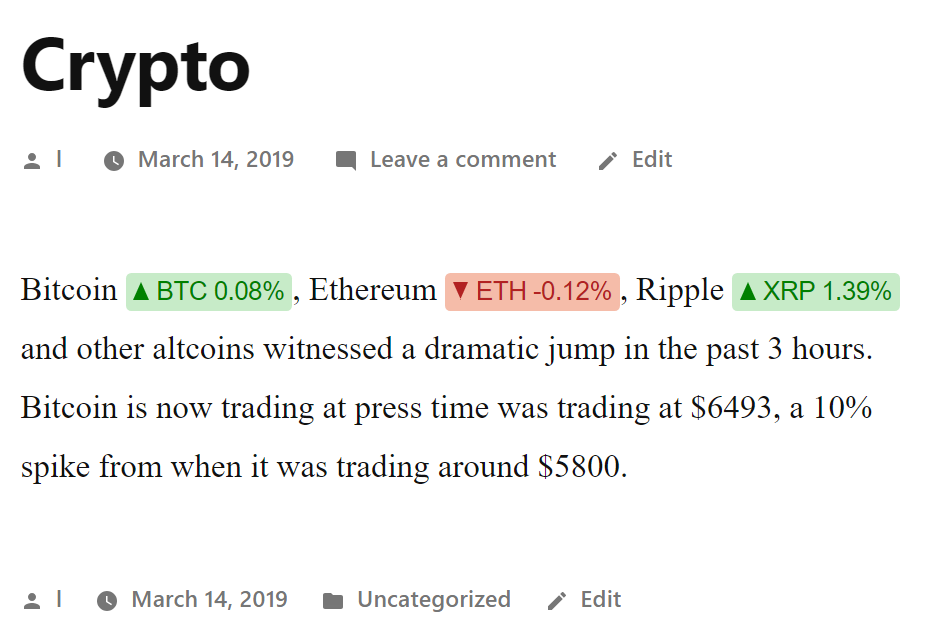 Crypto
l March 14, 2019 Leave a comment Edit
Bitcoin ▲ BTC 0.08% , Ethereum ▼ ETH -0.12% , Ripple ▲ XRP 1.39%
and other altcoins witnessed a dramatic jump in the past 3 hours.
Bitcoin is now trading at press time was trading at $6493, a 10%
spike from when it was trading around $5800.
l March 14, 2019 Uncategorized Edit